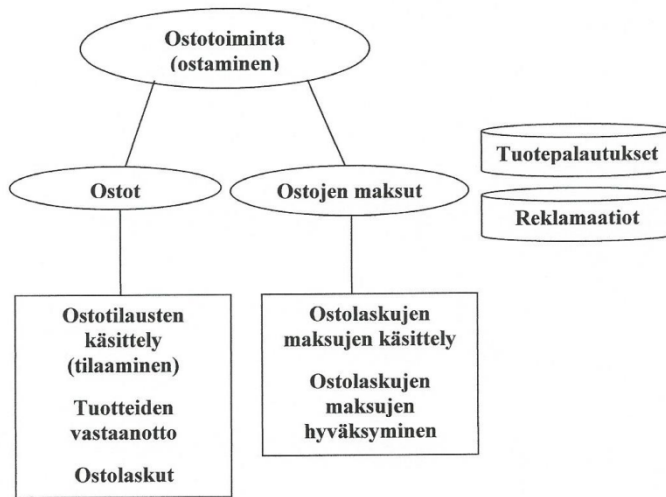 Ostotoiminta
(ostaminen)
Tuotepalautukset
Ostot
Ostojen maksut
Reklamaatiot
Ostotilausten
käsittely
(tilaaminen)
Tuotteiden
vastaanotto
Ostolaskut
Ostolaskujen
maksujen käsittely
Ostolaskujen
maksujen
hyväksyminen